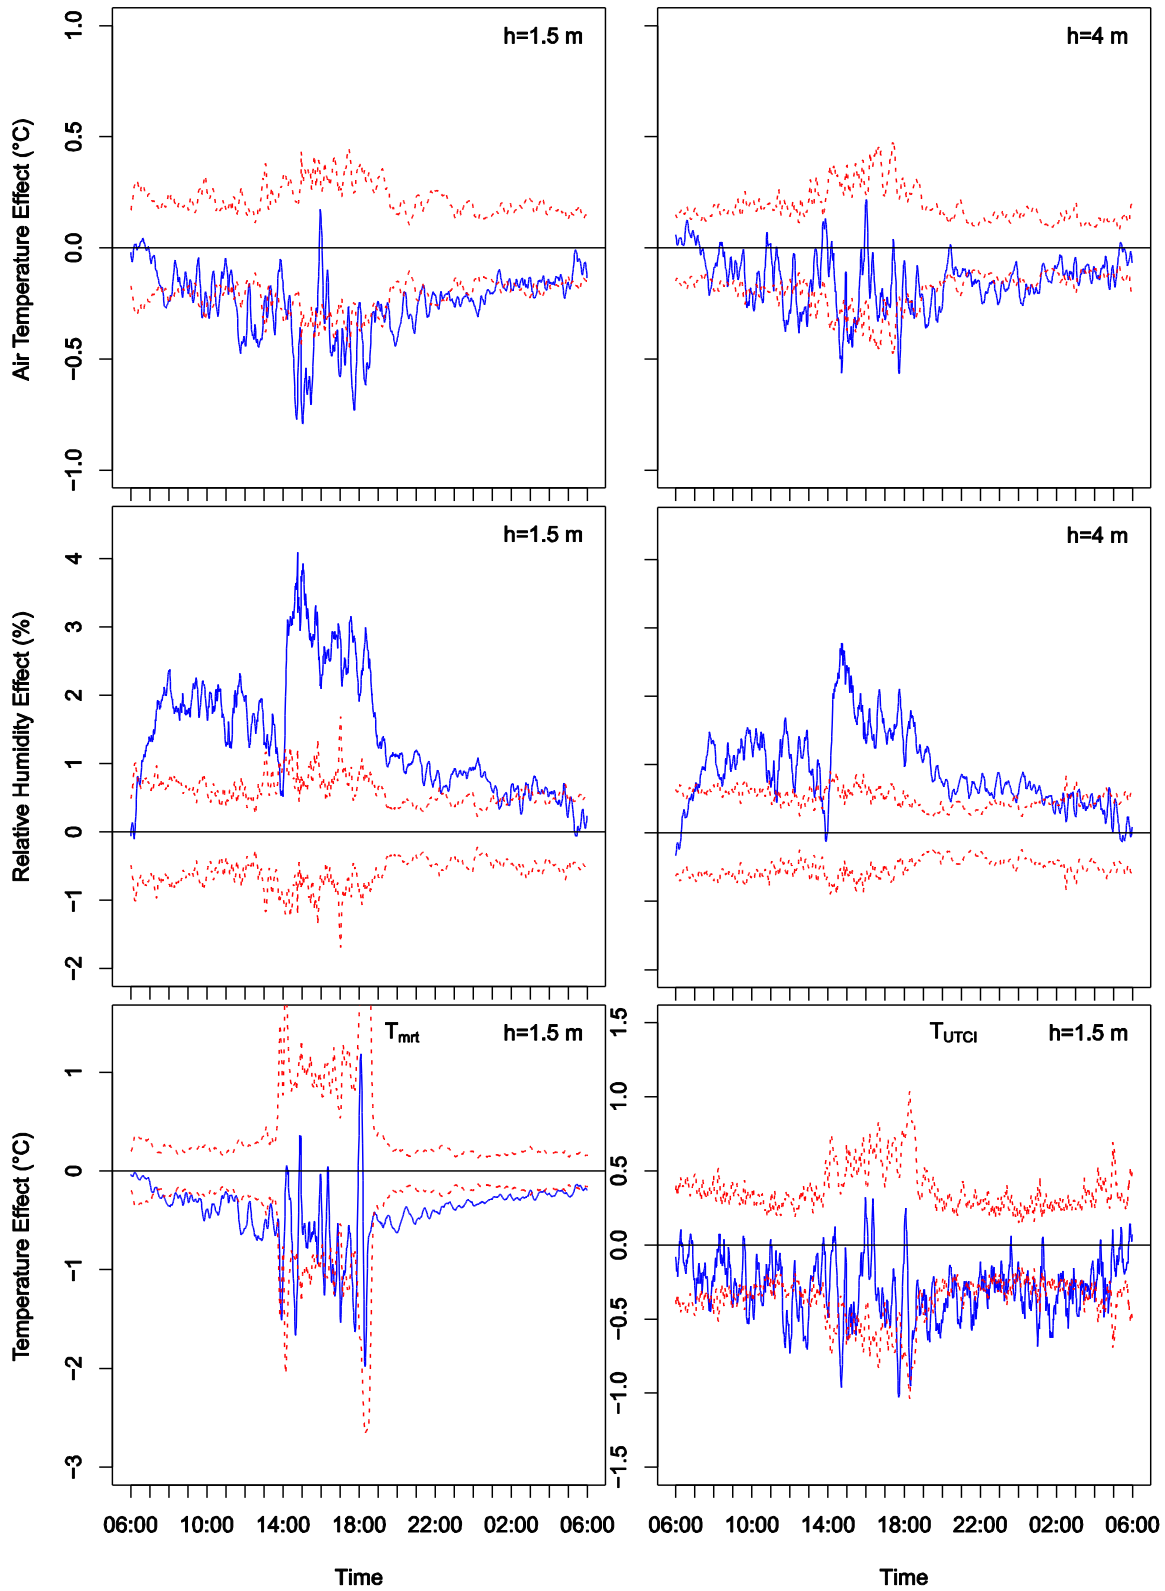 h=1.5 m
h=4 m
Air Temperature Effect (°C)
1.0
0.5
0.0
−0.5
−1.0
h=1.5 m
h=4 m
Relative Humidity Effect (%)
4
3
2
1
0
−1
−2
Tmrt
h=1.5 m
TUTCI
h=1.5 m
Temperature Effect (°C)
1
0
−1
−2
−3
1.5
1.0
0.5
0.0
−0.5
−1.0
−1.5
06:00 10:00 14:00 18:00 22:00 02:00 06:00
06:00 10:00 14:00 18:00 22:00 02:00 06:00
Time
Time